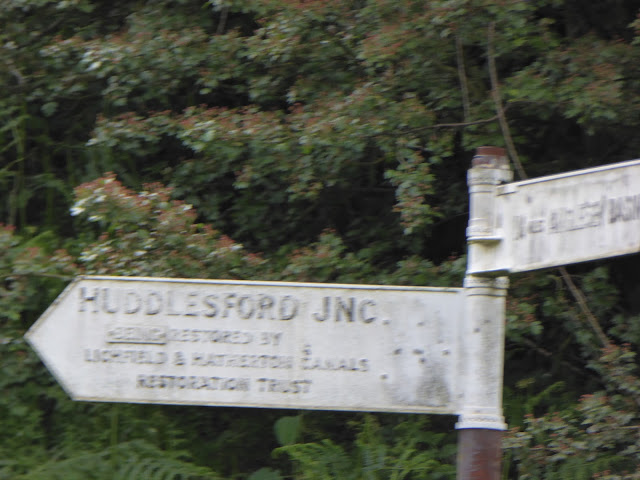 HUDDLESFORD JNC.
BEING RESTORED BY
LICHFIELD & HATHERTON CANALS
RESTORATION TRUST